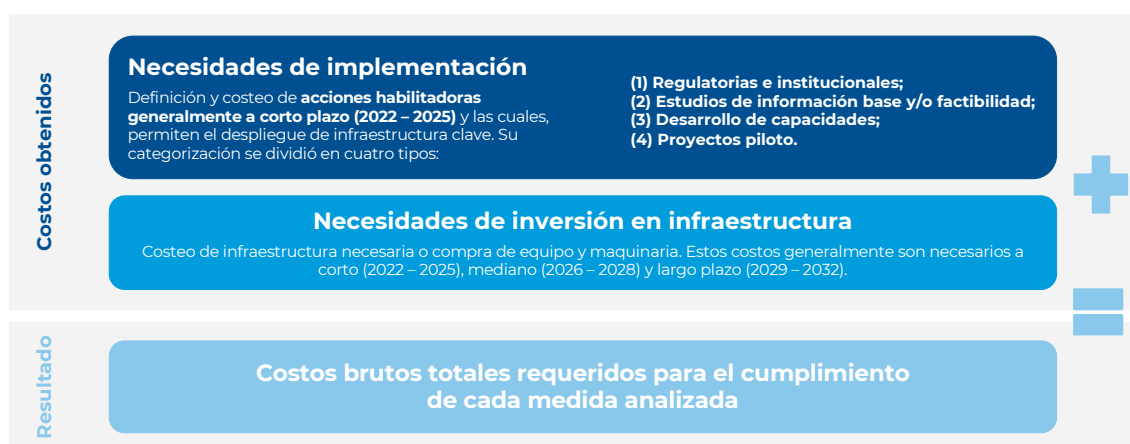 Costos obtenidos
Necesidades de implementación
Definición y costeo de acciones habilitadoras
generalmente a corto plazo (2022 – 2025) y las cuales,
permiten el despliegue de infraestructura clave. Su
categorización se dividió en cuatro tipos:
(1) Regulatorias e institucionales;
(2) Estudios de información base y/o factibilidad;
(3) Desarrollo de capacidades;
(4) Proyectos piloto.
Necesidades de inversión en infraestructura
Costeo de infraestructura necesaria o compra de equipo y maquinaria. Estos costos generalmente son necesarios a
corto (2022 – 2025), mediano (2026 – 2028) y largo plazo (2029 – 2032).
Resultado
Costos brutos totales requeridos para el cumplimiento
de cada medida analizada